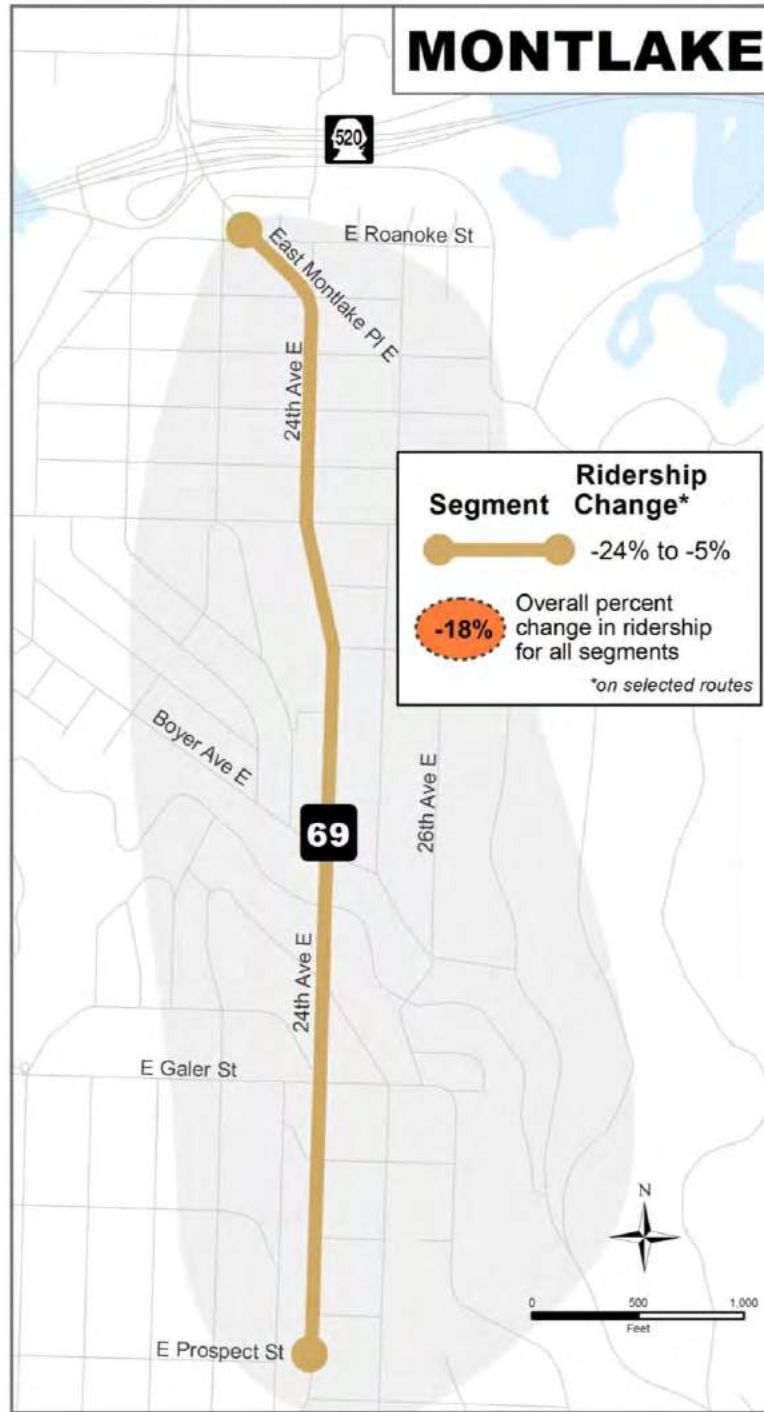 MONTLAKE
520
E Roanoke St
East Montlake Pl E
24th Ave E
Segment
Ridership
Change*
-24% to -5%
-18%
Overall percent
change in ridership
for all segments
*on selected routes
Boyer Ave E
26th Ave E
69
24th Ave E
E Galer St
N
0 500 1,000
Feet
E Prospect St